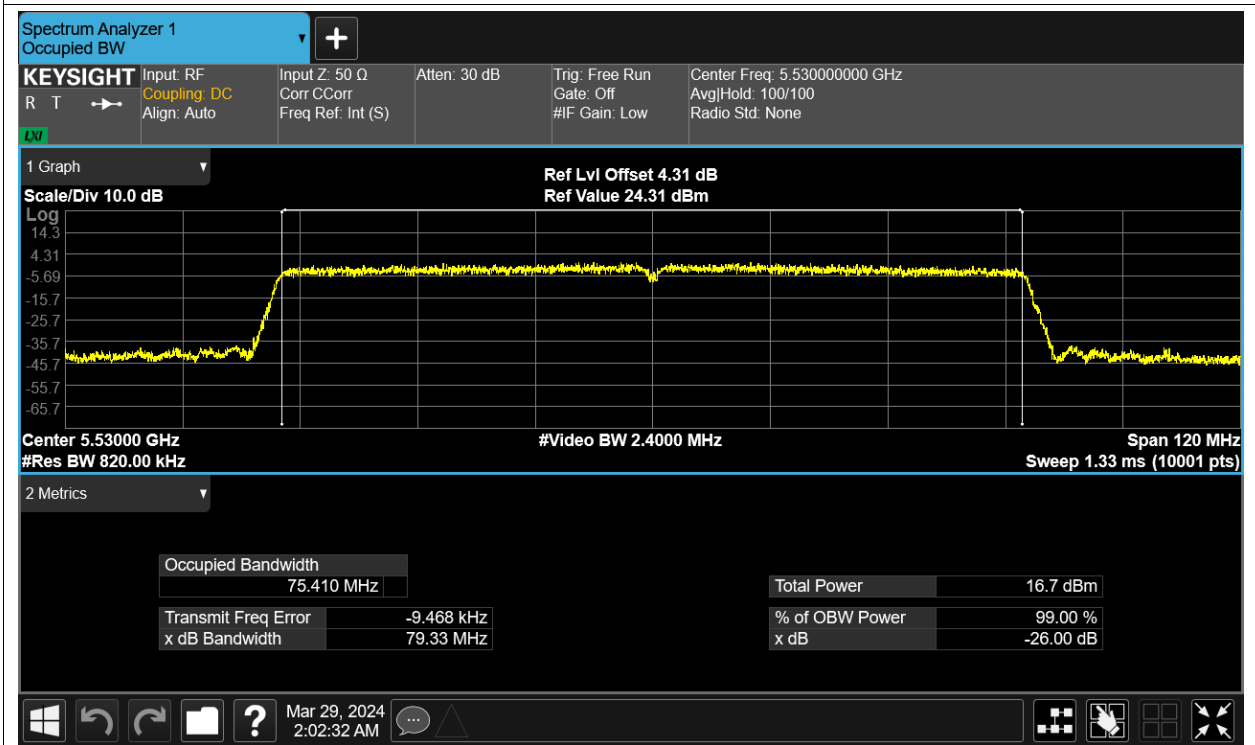 Spectrum Analyzer 1
Occupied BW
KEYSIGHT
R T
LXI
Input: RF
Coupling: DC
Align: Auto
Input Z: 50 Ω
Corr CCorr
Freq Ref: Int (S)
Atten: 30 dB
Trig: Free Run
Gate: Off
#IF Gain: Low
Center Freq: 5.530000000 GHz
Avg|Hold: 100/100
Radio Std: None
1 Graph
Scale/Div 10.0 dB
Ref Lvl Offset 4.31 dB
Ref Value 24.31 dBm
Log
14.3
4.31
-5.69
-15.7
-25.7
-35.7
-45.7
-55.7
-65.7
Center 5.53000 GHz
#Res BW 820.00 kHz
#Video BW 2.4000 MHz
Span 120 MHz
Sweep 1.33 ms (10001 pts)
2 Metrics
Occupied Bandwidth
75.410 MHz
Transmit Freq Error -9.468 kHz
x dB Bandwidth 79.33 MHz
Total Power 16.7 dBm
% of OBW Power 99.00 %
x dB -26.00 dB
?
Mar 29, 2024
2:02:32 AM